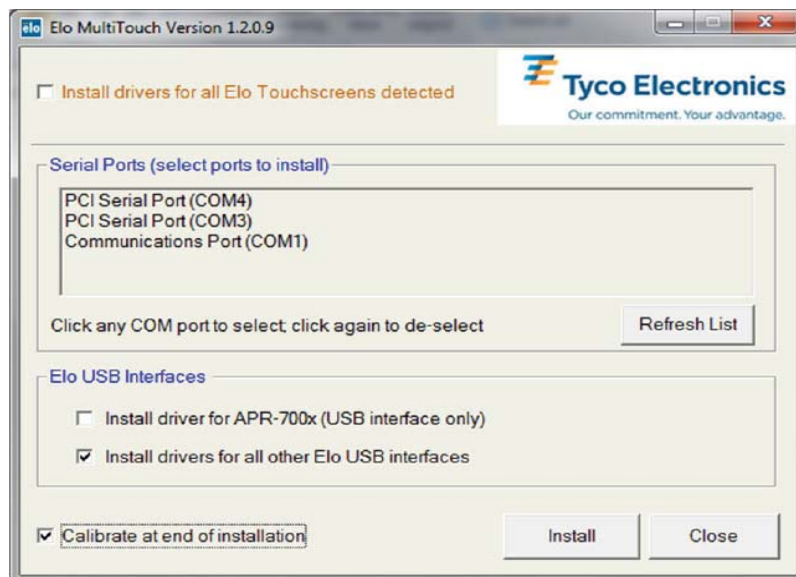 elo Elo MultiTouch Version 1.2.0.9
Install drivers for all Elo Touchscreens detected
Tyco Electronics
Our commitment. Your advantage.
Serial Ports (select ports to install)
PCI Serial Port (COM4)
PCI Serial Port (COM3)
Communications Port (COM1)
Click any COM port to select; click again to de-select
Refresh List
Elo USB Interfaces
Install driver for APR-700x (USB interface only)
Install drivers for all other Elo USB interfaces
Calibrate at end of installation
Install
Close